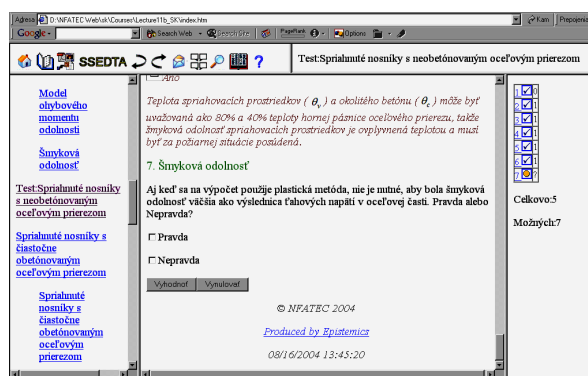 Adresa D:\NFATEC Web\sk\Courses\Lecture11b_SK\index.htm Kam Prepojenia
Google Search Web Search Site PageRank Options
SSEDTA ? Test:Spriahnuté nosníky s neobetónovaným oceľovým prierezom
Model
ohybového
momentu
odolnosti
Šmyková
odolnosť
Test:Spriahnuté nosníky
s neobetónovaným
oceľovým prierezom
Spriahnuté nosníky s
čiastočne
obetónovaným
oceľovým prierezom
Spriahnuté
nosníky s
čiastočne
obetónovaným
oceľovým
prierezom
Áno
Teplota spriahovacích prostriedkov ( θv ) a okolitého betónu ( θc ) môže byť
uvažovaná ako 80% a 40% teploty hornej pásnice oceľového prierezu, takže
šmyková odolnosť spriahovacích prostriedkov je ovplyvnená teplotou a musí
byť za požiarnej situácie posúdená.
7. Šmyková odolnosť
Aj keď sa na výpočet použije plastická metóda, nie je nutné, aby bola šmyková
odolnosť väčšia ako výslednica ťahových napätí v oceľovej časti. Pravda alebo
Nepravda?
Pravda
Nepravda
Vyhodnoť Vynulovať
© NFATEC 2004
Produced by Epistemics
08/16/2004 13:45:20
1 0
2 1
3 1
4 1
5 1
6 1
7 ?
Celkovo:5
Možných:7